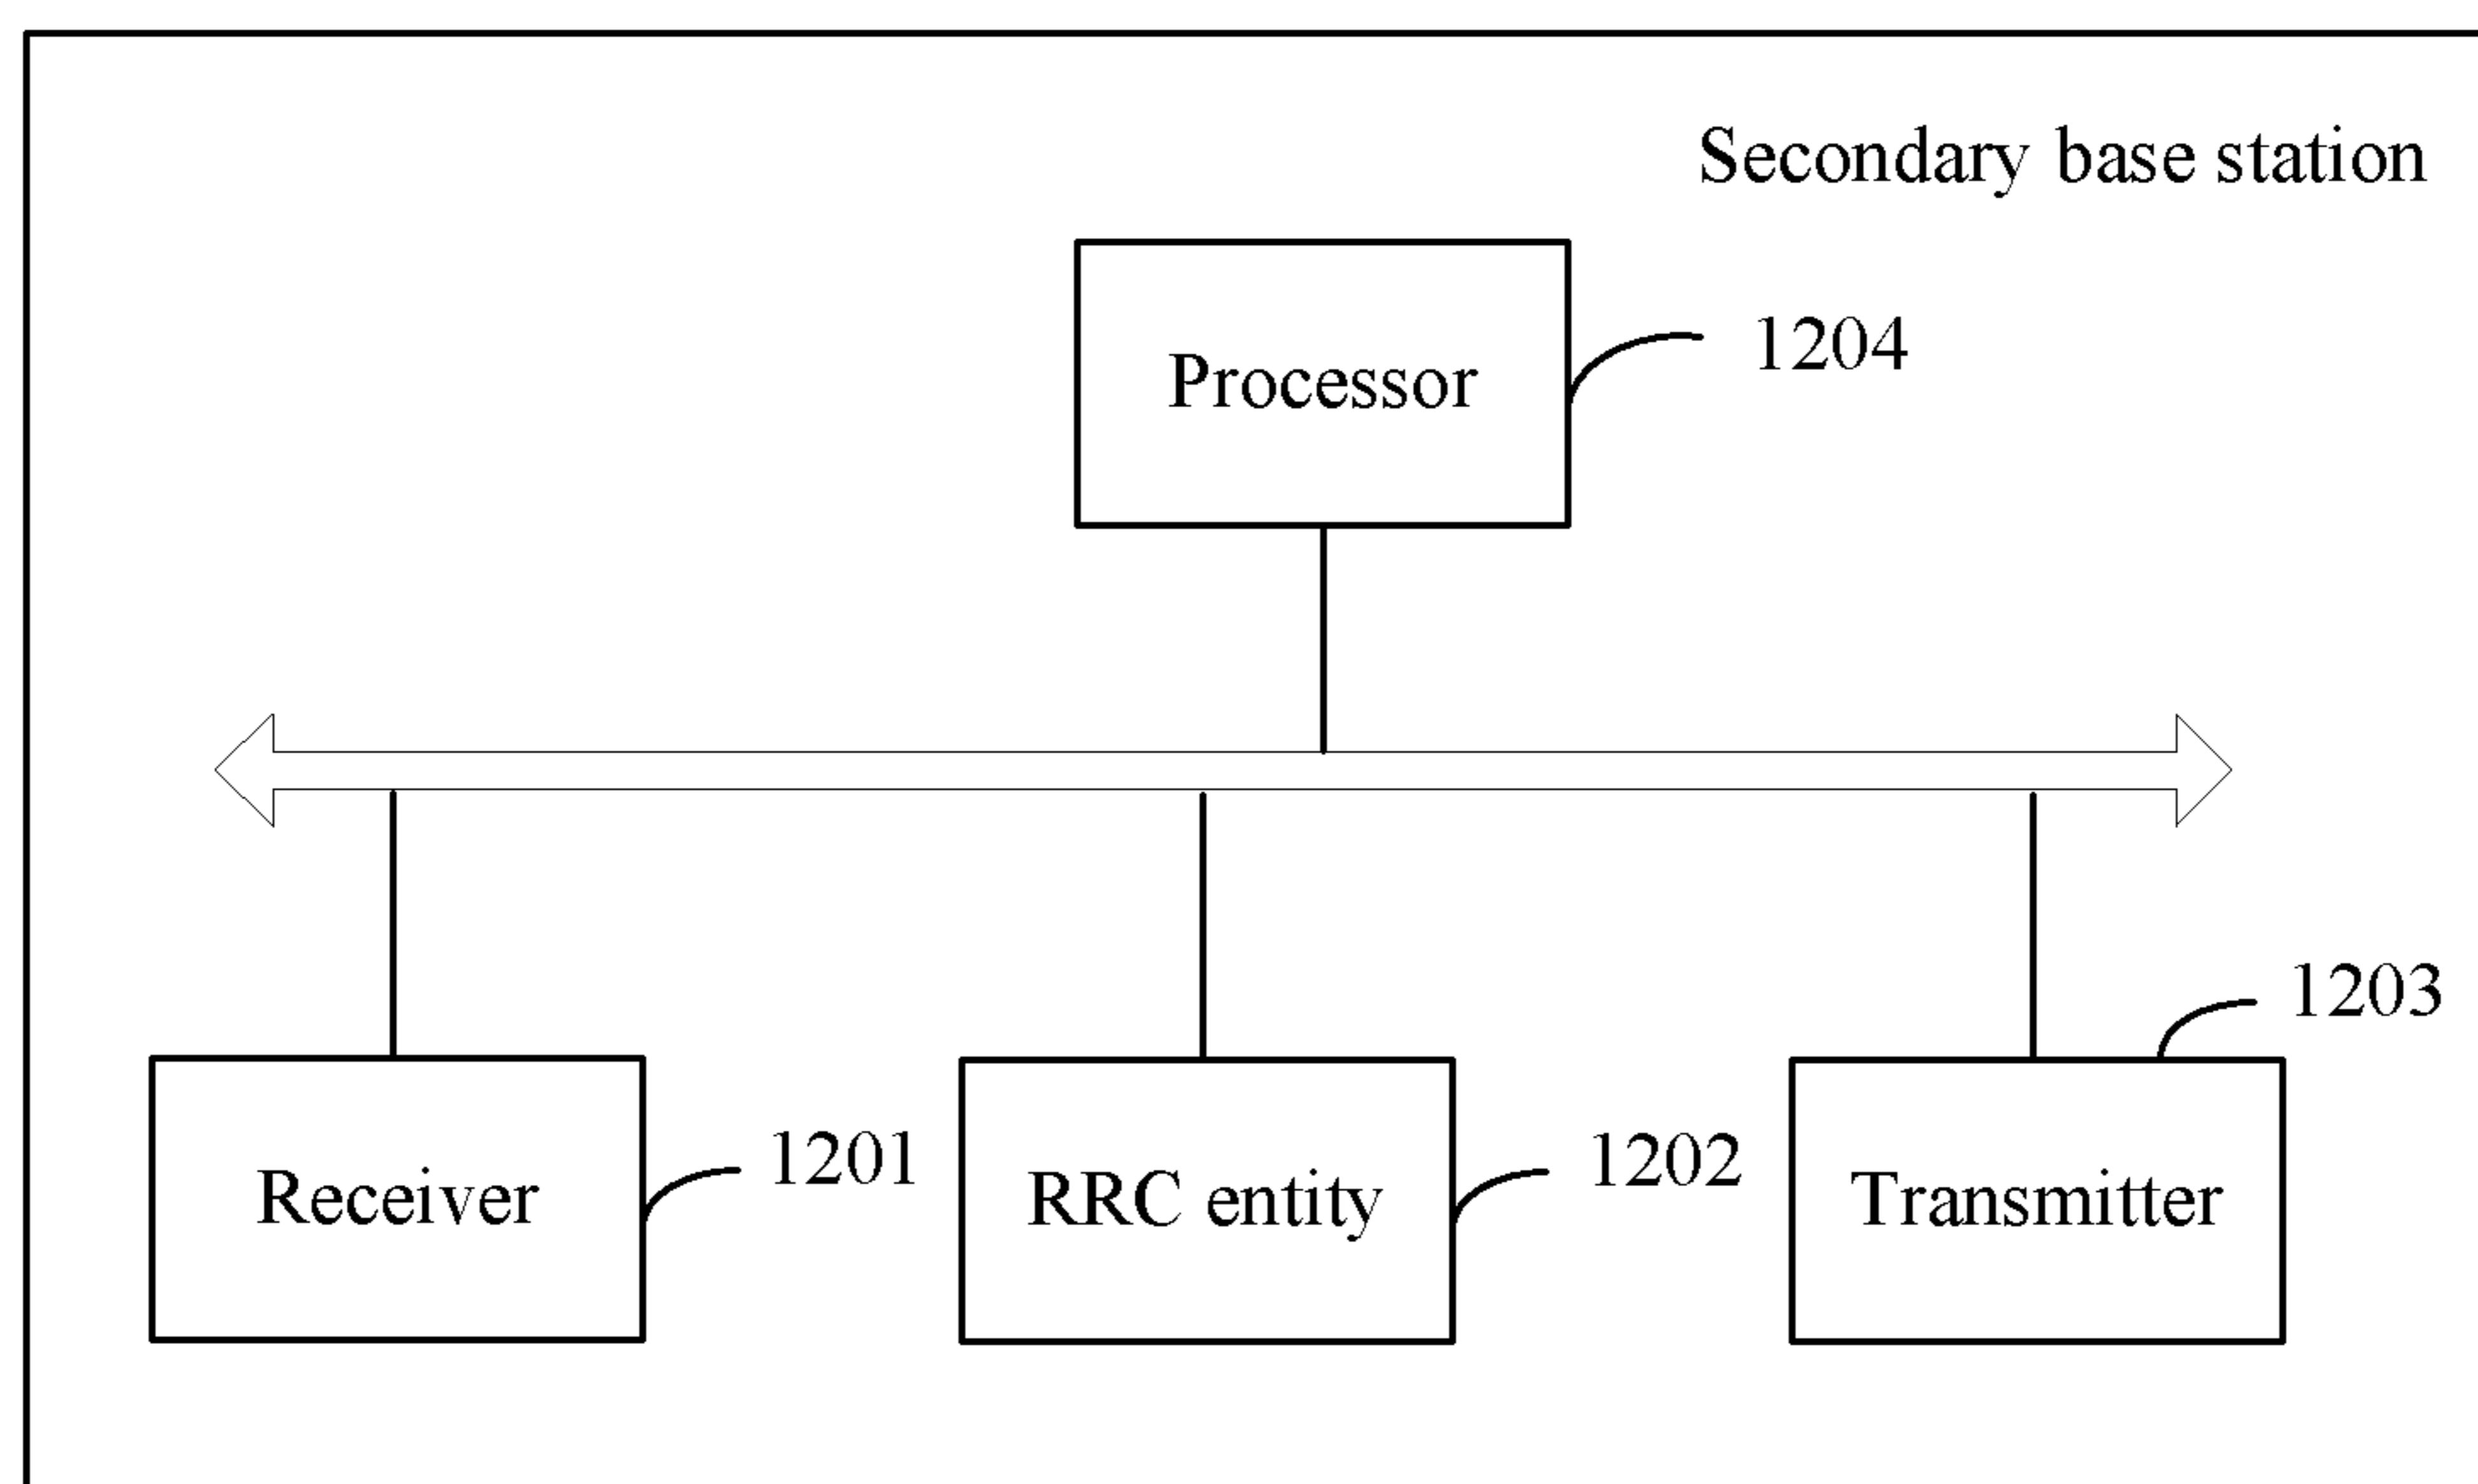 Secondary base station
Processor
1204
1203
Receiver
1201
RRC entity
1202
Transmitter